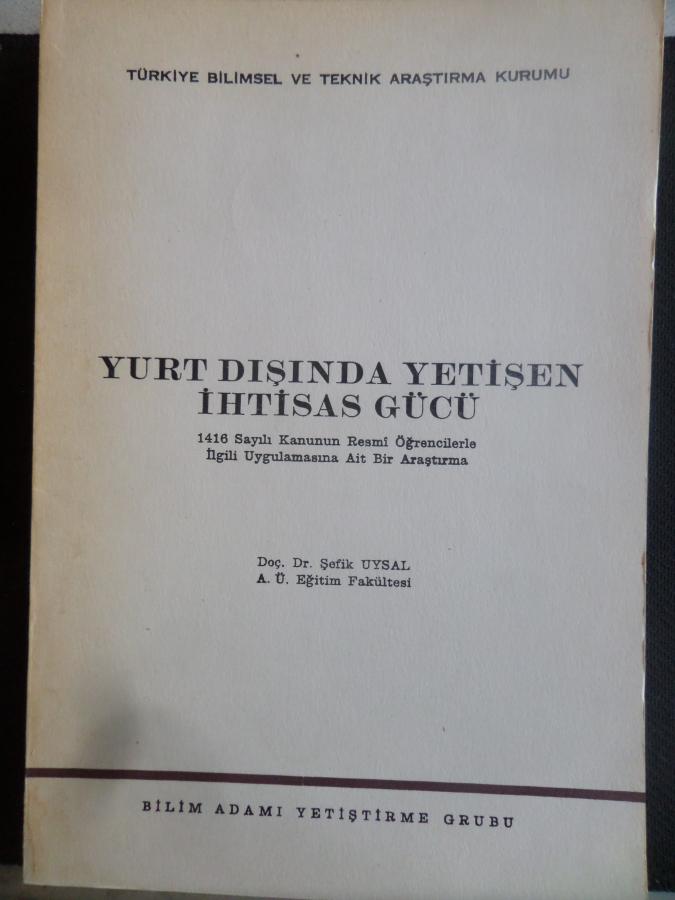 TÜRKİYE BİLİMSEL VE TEKNİK ARAŞTIRMA KURUMU
YURT DIŞINDA YETİŞEN
İHTİSAS GÜCÜ
1416 Sayılı Kanunun Resmî Öğrencilerle
İlgili Uygulamasına Ait Bir Araştırma
Doç. Dr. Şefik UYSAL
A. Ü. Eğitim Fakültesi
BİLİM ADAMI YETİŞTİRME GRUBU